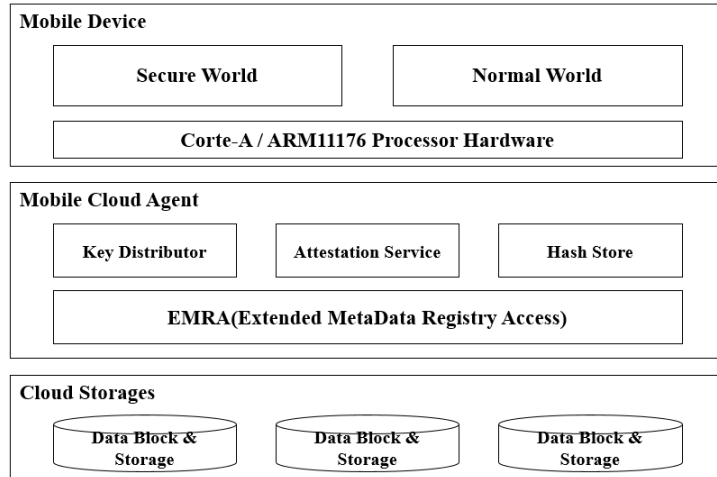 Mobile Device
Secure World
Normal World
Corte-A / ARM11176 Processor Hardware
Mobile Cloud Agent
Key Distributor
Attestation Service
Hash Store
EMRA(Extended MetaData Registry Access)
Cloud Storages
Data Block &
Storage
Data Block &
Storage
Data Block &
Storage